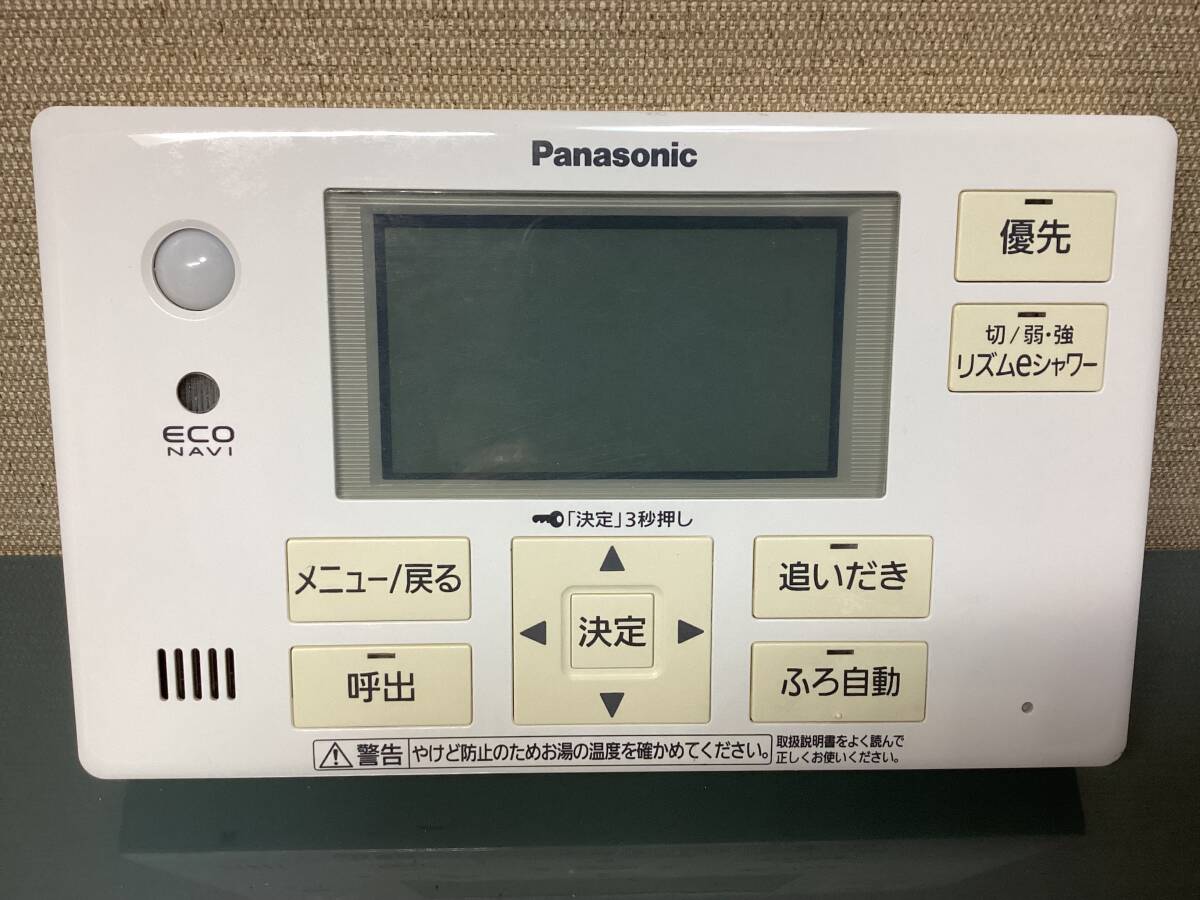 Panasonic
優先
切/弱・強
リズムeシャワー
ECO
NAVI
「決定」3秒押し
メニュー/戻る
▲
◀ 決定 ▶
▼
追いだき
呼出
ふろ自動
警告 やけど防止のためお湯の温度を確かめてください。
取扱説明書をよく読んで
正しくお使いください。